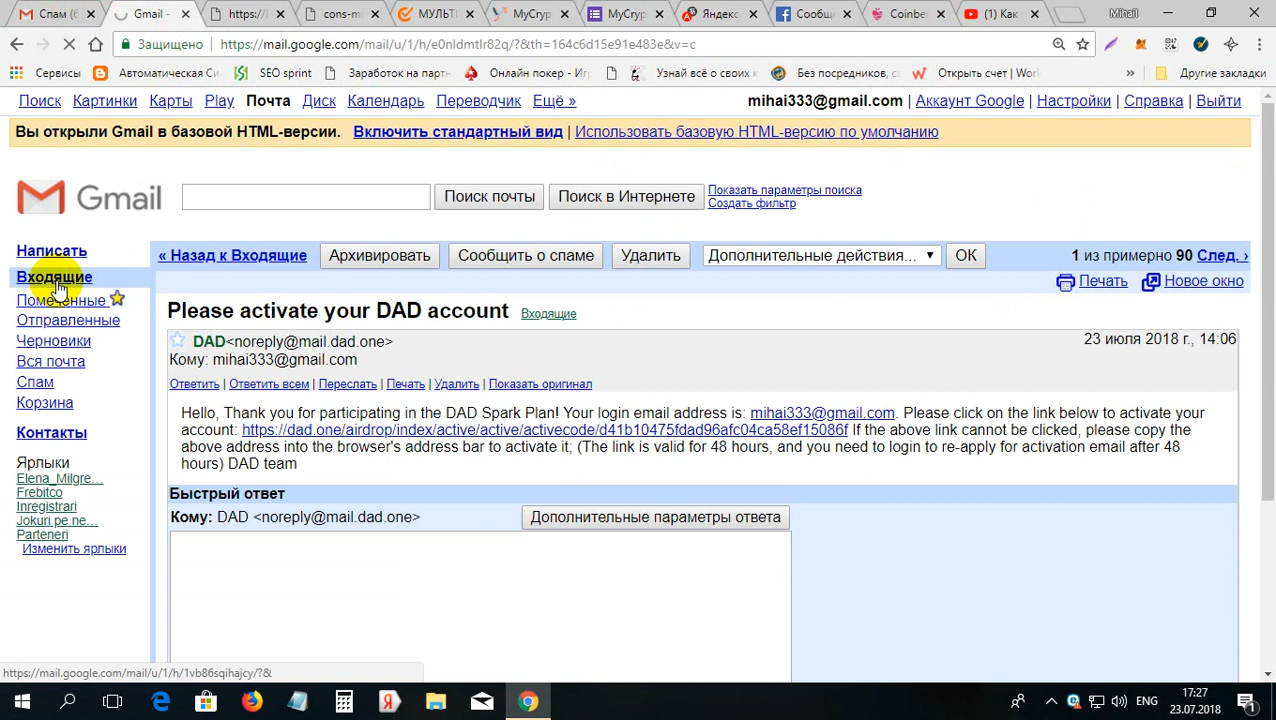 Спам (6
Gmail -
https://l
cons-m
МУЛЬТ
MyCryp
MyCryp
Яндекс
Сообщ
Coinbe
(1) Как
Mihail
Защищено
https://mail.google.com/mail/u/1/h/e0nldmtlr82q/?&th=164c6d15e91e483e&v=c
Сервисы
Автоматическая Си
SEO sprint
Заработок на парт
Онлайн покер - Иг
Узнай всё о своих к
Без посредников, са
Открыть счет | Worl
»
Другие закладки
Поиск Картинки Карты Play Почта Диск Календарь Переводчик Ещё »
mihai333@gmail.com | Аккаунт Google | Настройки | Справка | Выйти
Вы открыли Gmail в базовой HTML-версии. Включить стандартный вид | Использовать базовую HTML-версию по умолчанию
Gmail
Поиск почты
Поиск в Интернете
Показать параметры поиска
Создать фильтр
Написать
Входящие
Помеченные
Отправленные
Черновики
Вся почта
Спам
Корзина
Контакты
Ярлыки
Elena_Milgre...
Frebitco
Inregistrari
Jokuri pe ne...
Parteneri
Изменить ярлыки
« Назад к Входящие
Архивировать
Сообщить о спаме
Удалить
Дополнительные действия...
ОК
1 из примерно 90 След. ›
Печать
Новое окно
Please activate your DAD account Входящие
DAD<noreply@mail.dad.one>
23 июля 2018 г., 14:06
Кому: mihai333@gmail.com
Ответить | Ответить всем | Переслать | Печать | Удалить | Показать оригинал
Hello, Thank you for participating in the DAD Spark Plan! Your login email address is: mihai333@gmail.com. Please click on the link below to activate your
account: https://dad.one/airdrop/index/active/active/activecode/d41b10475fdad96afc04ca58ef15086f If the above link cannot be clicked, please copy the
above address into the browser's address bar to activate it; (The link is valid for 48 hours, and you need to login to re-apply for activation email after 48
hours) DAD team
Быстрый ответ
Кому: DAD <noreply@mail.dad.one>
Дополнительные параметры ответа
https://mail.google.com/mail/u/1/h/1vb86sqihajcy/?&
ENG
17:27
23.07.2018
1